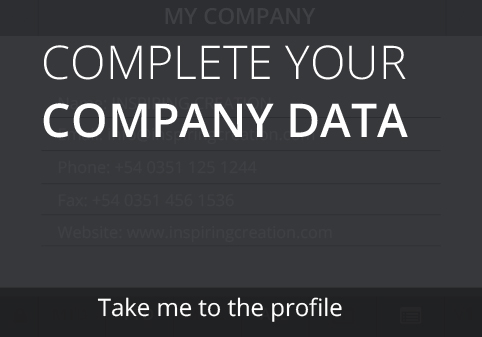 MY COMPANY
COMPLETE YOUR
COMPANY DATA
Phone: +54 0351 125 1244
Fax: +54 0351 456 1536
Website: www.inspiringcreation.com
Take me to the profile